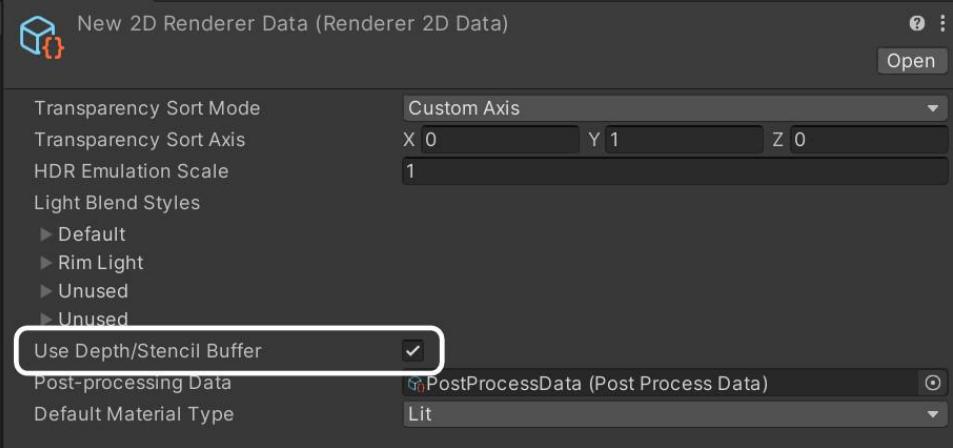 New 2D Renderer Data (Renderer 2D Data)
Open
Transparency Sort Mode Custom Axis
Transparency Sort Axis X 0 Y 1 Z 0
HDR Emulation Scale 1
Light Blend Styles
Default
Rim Light
Unused
Unused
Use Depth/Stencil Buffer
Post-processing Data PostProcessData (Post Process Data)
Default Material Type Lit